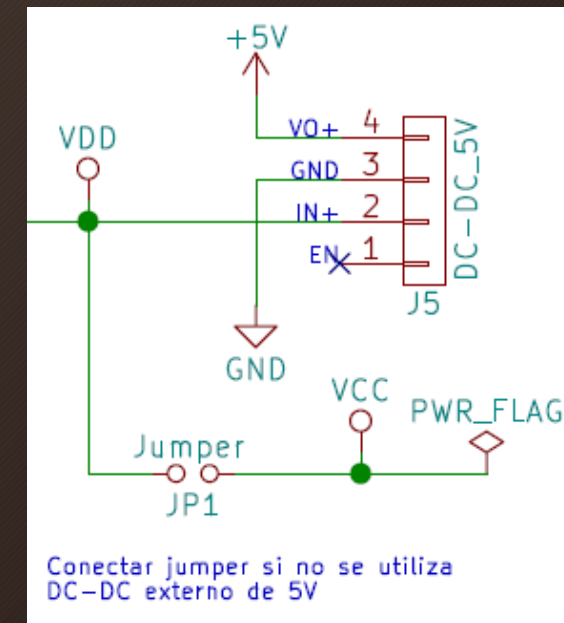 +5V
VDD
VO+ 4
GND 3
IN+ 2
EN 1
DC-DC_5V
J5
GND
VCC
PWR_FLAG
Jumper
JP1
Conectar jumper si no se utiliza
DC-DC externo de 5V